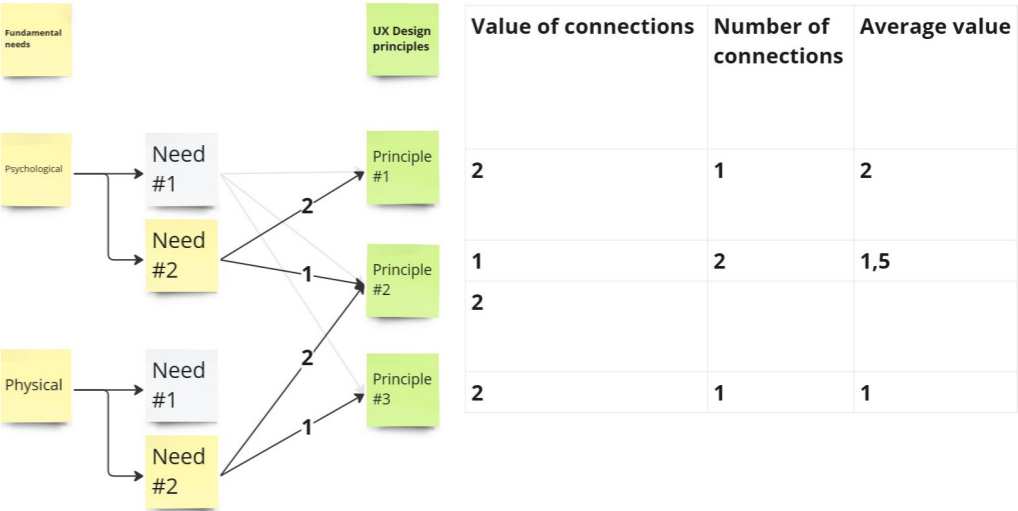 Fundamental
needs
UX Design
principles
Value of connections
Number of
connections
Average value
Psychological
Need
#1
Principle
#1
2
1
2
2
Need
#2
1
Principle
#2
1
2
1,5
2
2
Physical
Need
#1
Principle
#3
2
1
1
1
Need
#2